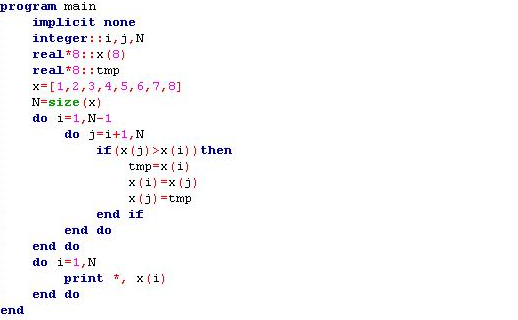 program main
    implicit none
    integer::i,j,N
    real*8::x(8)
    real*8::tmp
    x=[1,2,3,4,5,6,7,8]
    N=size(x)
    do i=1,N-1
        do j=i+1,N
            if(x(j)>x(i))then
                tmp=x(i)
                x(i)=x(j)
                x(j)=tmp
            end if
        end do
    end do
    do i=1,N
        print *, x(i)
    end do
end